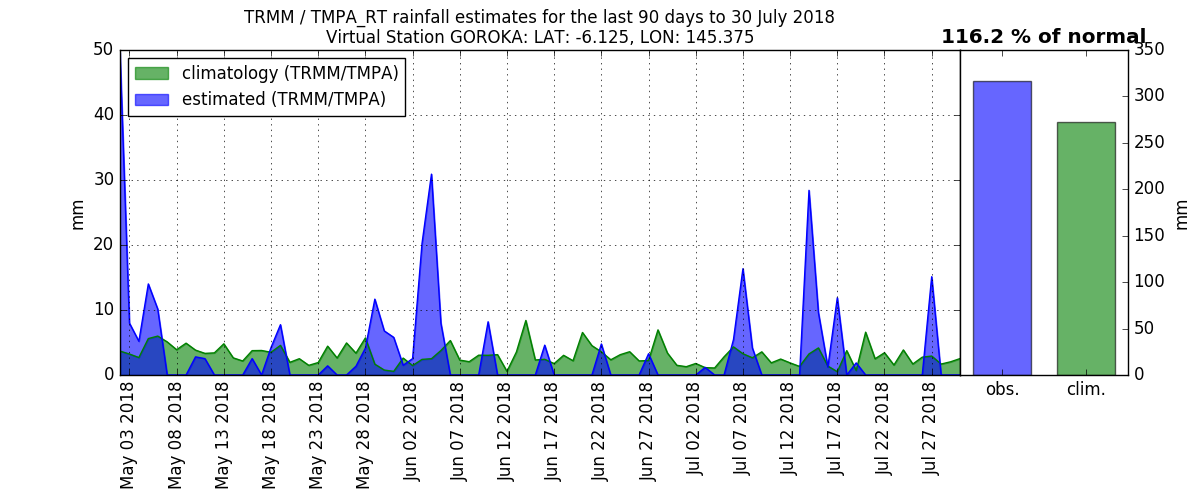 TRMM / TMPA_RT rainfall estimates for the last 90 days to 30 July 2018
Virtual Station GOROKA: LAT: -6.125, LON: 145.375
116.2 % of normal
climatology (TRMM/TMPA)
estimated (TRMM/TMPA)
50
40
30
20
10
0
mm
May 03 2018
May 08 2018
May 13 2018
May 18 2018
May 23 2018
May 28 2018
Jun 02 2018
Jun 07 2018
Jun 12 2018
Jun 17 2018
Jun 22 2018
Jun 27 2018
Jul 02 2018
Jul 07 2018
Jul 12 2018
Jul 17 2018
Jul 22 2018
Jul 27 2018
obs.
clim.
350
300
250
200
150
100
50
0
mm